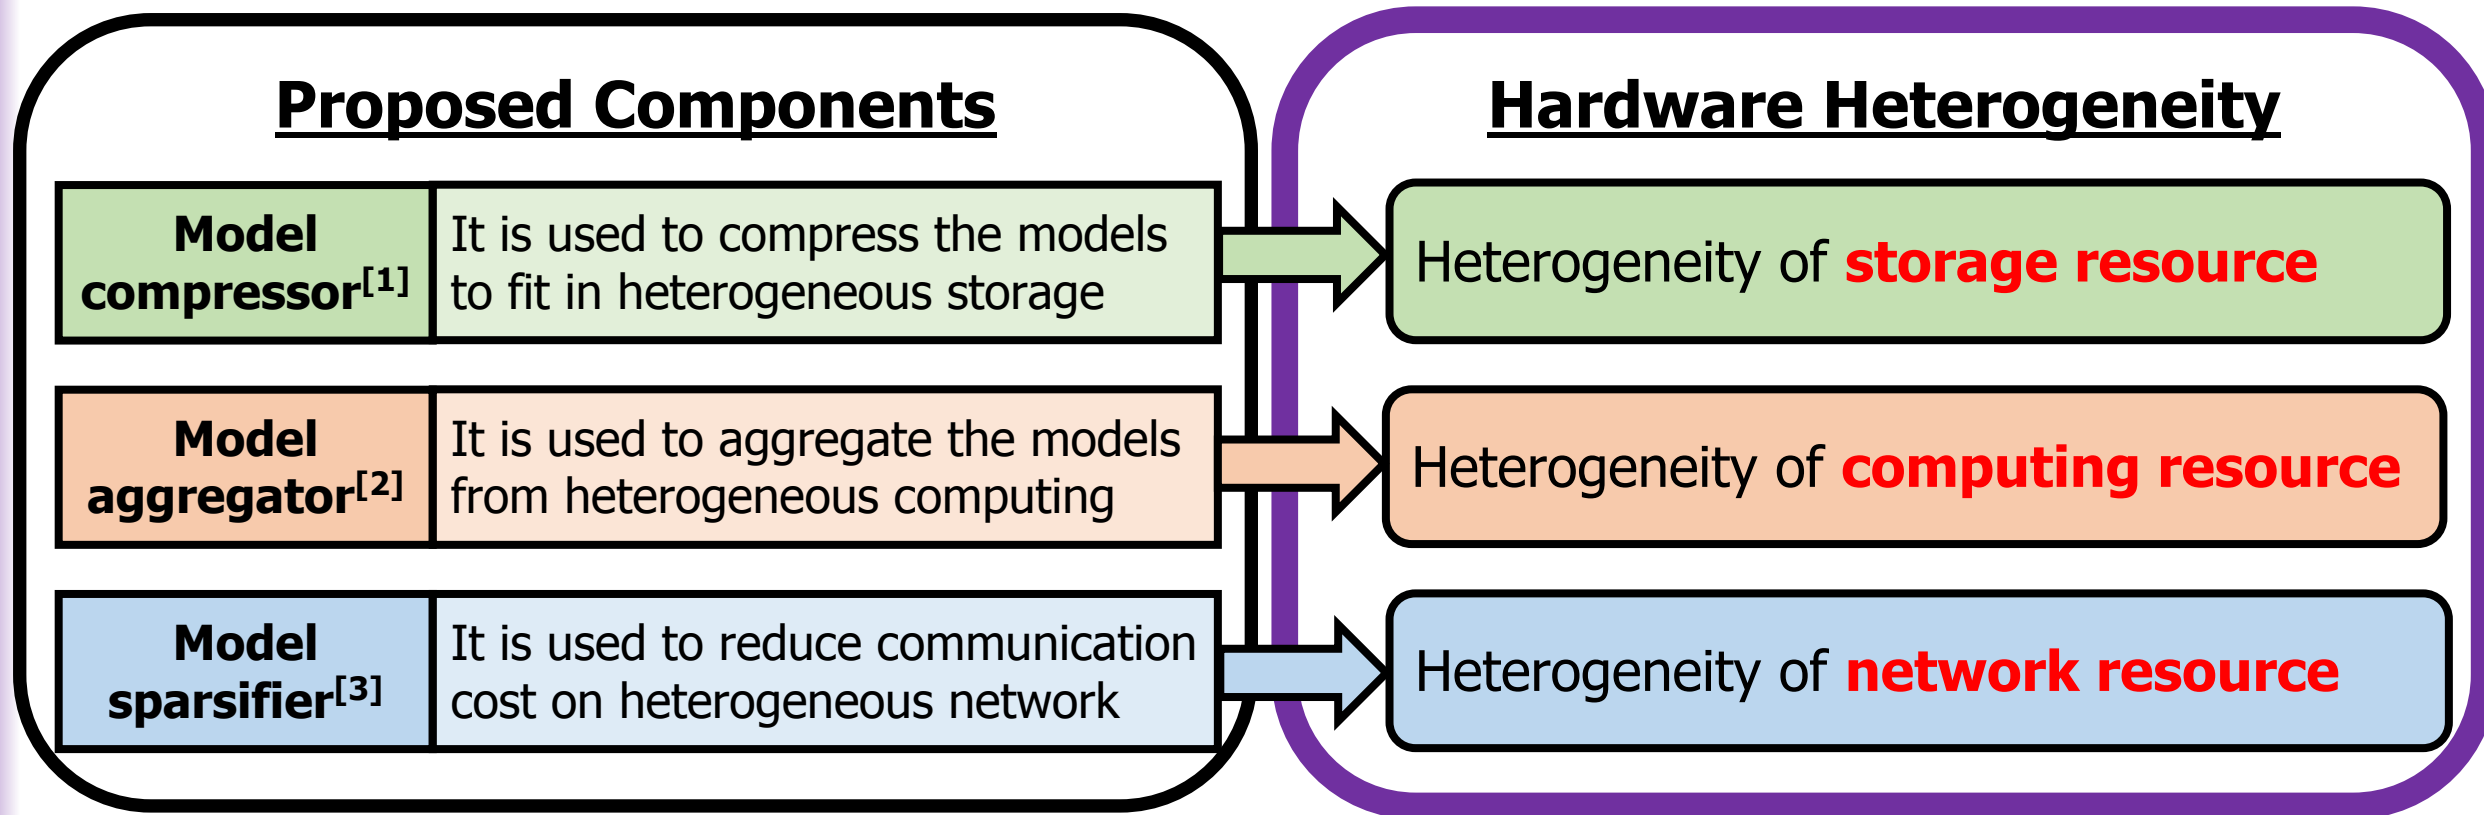 Proposed Components
Model
compressor[1]
It is used to compress the models
to fit in heterogeneous storage
Model
aggregator[2]
It is used to aggregate the models
from heterogeneous computing
Model
sparsifier[3]
It is used to reduce communication
cost on heterogeneous network
Hardware Heterogeneity
Heterogeneity of storage resource
Heterogeneity of computing resource
Heterogeneity of network resource